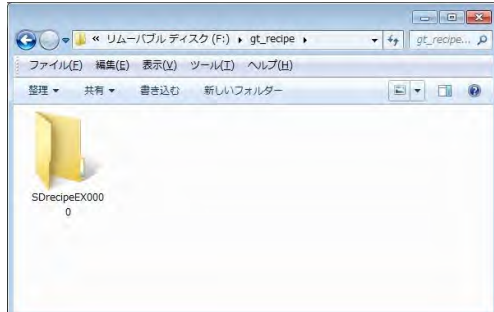 « リムーバブル ディスク (F:) ▸ gt_recipe ▸ gt_recipe...
ファイル(F) 編集(E) 表示(V) ツール(T) ヘルプ(H)
整理 ▼ 共有 ▼ 書き込む 新しいフォルダー
SDrecipeEX000
0